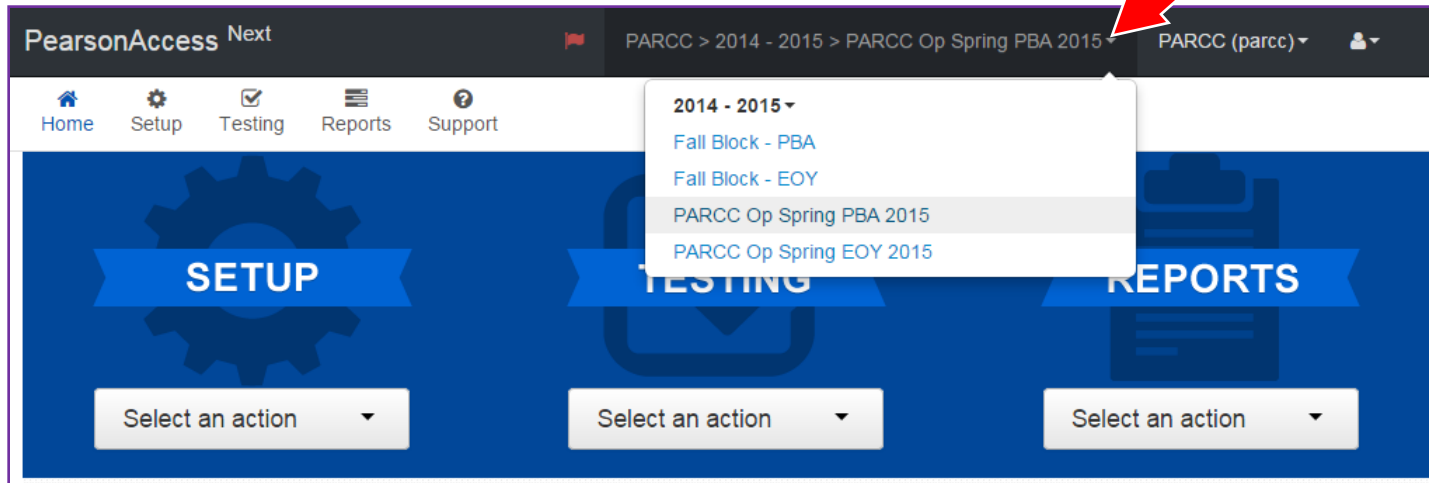 PearsonAccess Next
PARCC > 2014 - 2015 > PARCC Op Spring PBA 2015
PARCC (parcc)
Home
Setup
Testing
Reports
Support
2014 - 2015
Fall Block - PBA
Fall Block - EOY
PARCC Op Spring PBA 2015
PARCC Op Spring EOY 2015
SETUP
TESTING
REPORTS
Select an action
Select an action
Select an action